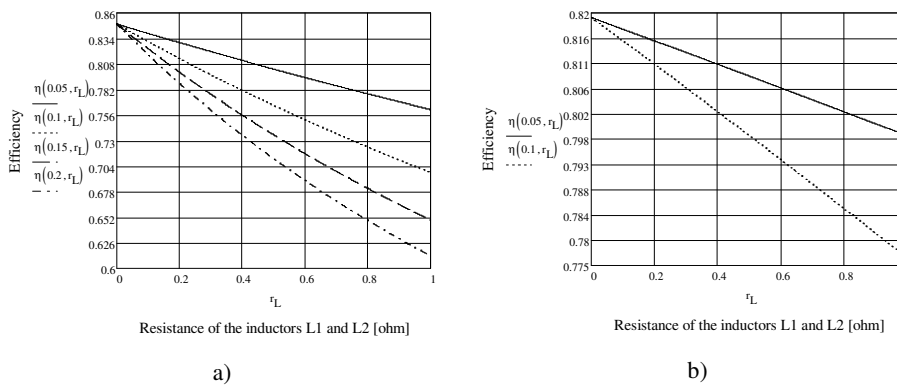 0.86
0.834
0.808
0.782
0.756
0.73
0.704
0.678
0.652
0.626
0.6
Efficiency
η(0.05, rL)
η(0.1, rL)
η(0.15, rL)
η(0.2, rL)
0 0.2 0.4 0.6 0.8 1
rL
Resistance of the inductors L1 and L2 [ohm]
a)
0.82
0.816
0.811
0.806
0.802
0.798
0.793
0.788
0.784
0.78
0.775
Efficiency
η(0.05, rL)
η(0.1, rL)
0 0.2 0.4 0.6 0.8
rL
Resistance of the inductors L1 and L2 [ohm]
b)